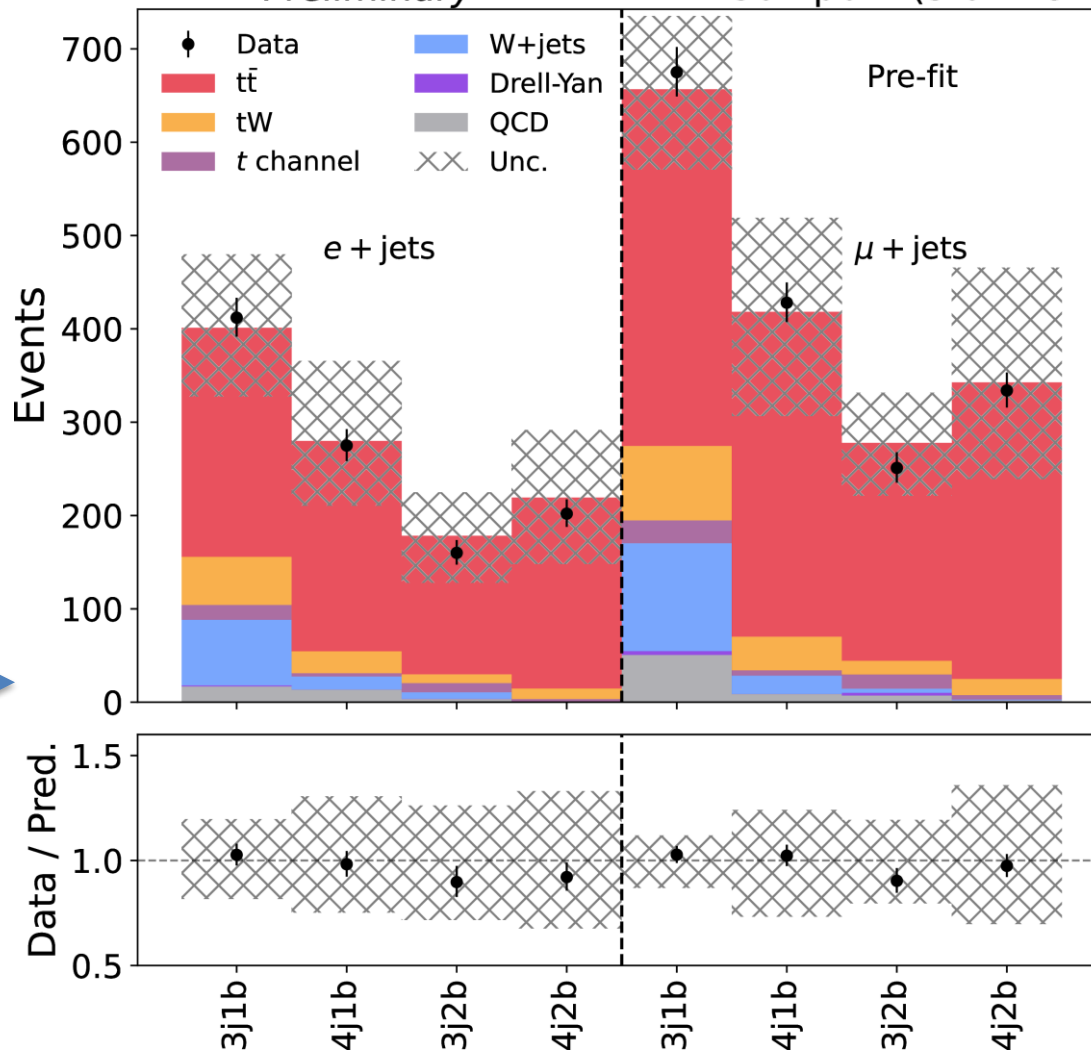 Preliminary
700
Data
W+jets
tt̄
Drell-Yan
Pre-fit
600
tW
QCD
t channel
Unc.
500
e + jets
μ + jets
Events
400
300
200
100
0
1.5
Data / Pred.
1.0
0.5
3j1b
4j1b
3j2b
4j2b
3j1b
4j1b
3j2b
4j2b